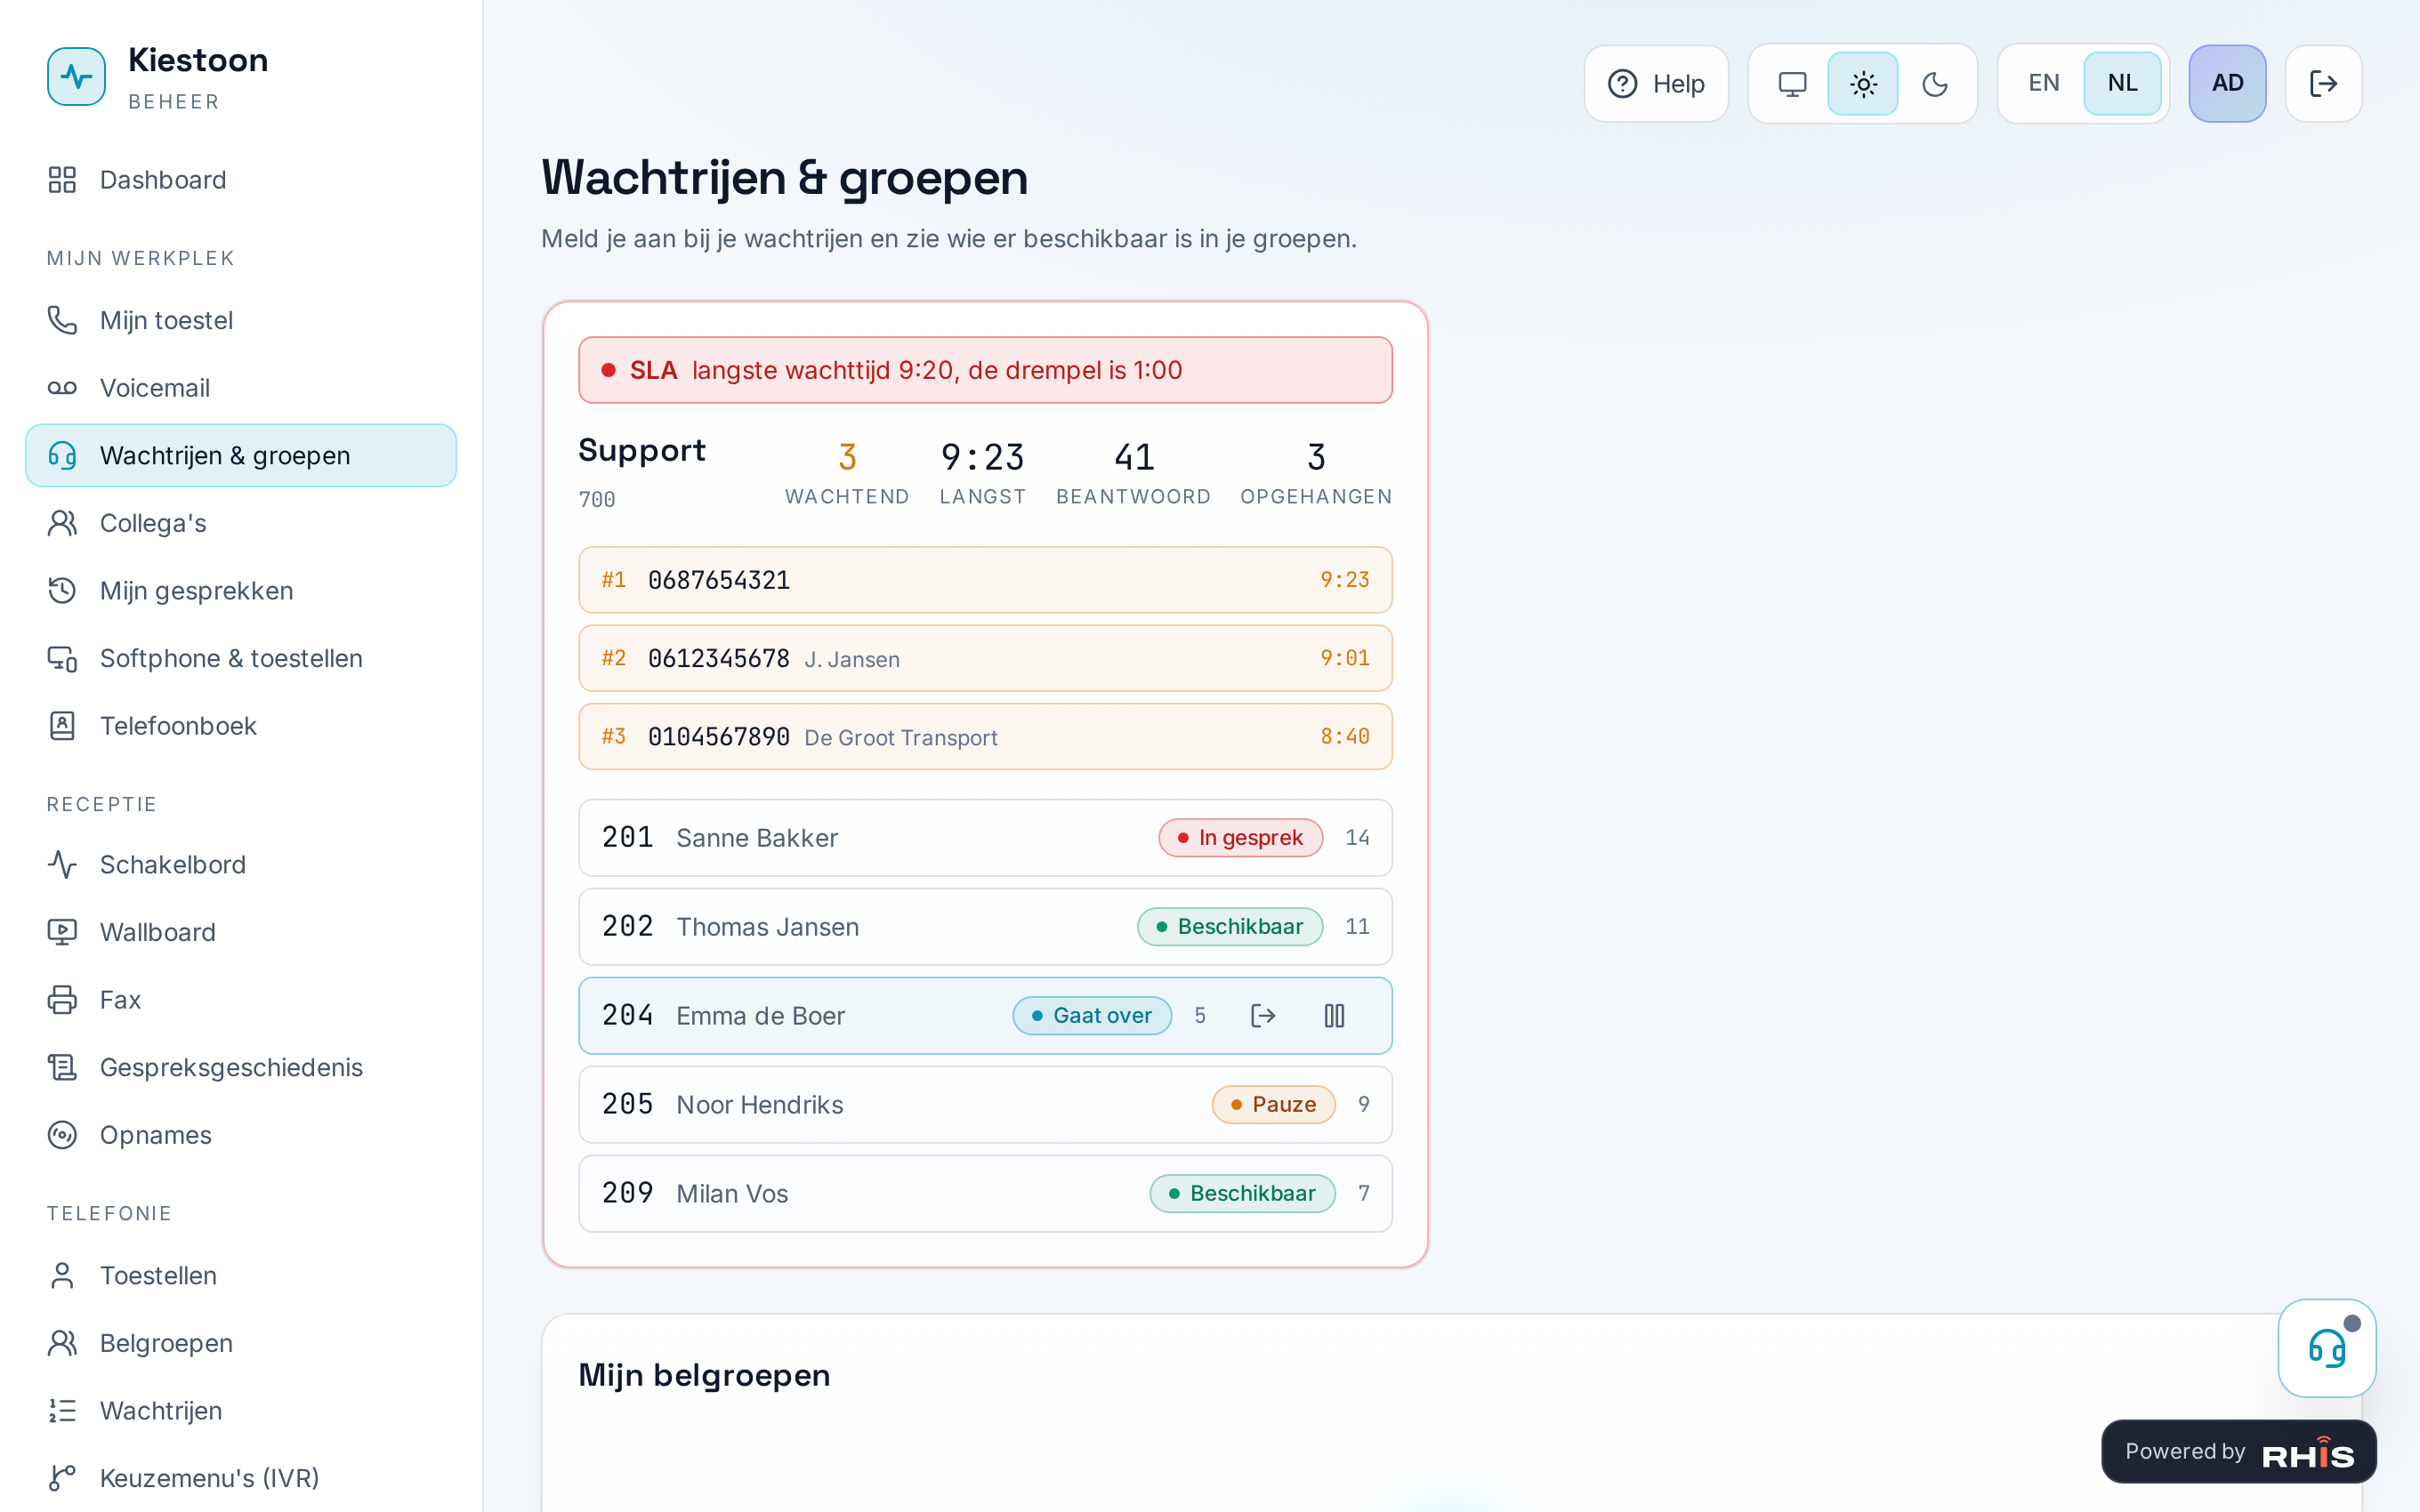 Kiestoon
BEHEER
Dashboard
MIJN WERKPLEK
Mijn toestel
Voicemail
Wachtrijen & groepen
Collega's
Mijn gesprekken
Softphone & toestellen
Telefoonboek
RECEPTIE
Schakelbord
Wallboard
Fax
Gespreksgeschiedenis
Opnames
TELEFONIE
Toestellen
Belgroepen
Wachtrijen
Keuzemenu's (IVR)
Help
EN NL AD
Wachtrijen & groepen
Meld je aan bij je wachtrijen en zie wie er beschikbaar is in je groepen.
SLA langste wachttijd 9:20, de drempel is 1:00
Support 3 9:23 41 3
700 WACHTEND LANGST BEANTWOORD OPGEHANGEN
#1 0687654321 9:23
#2 0612345678 J. Jansen 9:01
#3 0104567890 De Groot Transport 8:40
201 Sanne Bakker In gesprek 14
202 Thomas Jansen Beschikbaar 11
204 Emma de Boer Gaat over 5
205 Noor Hendriks Pauze 9
209 Milan Vos Beschikbaar 7
Mijn belgroepen
Powered by RHiS